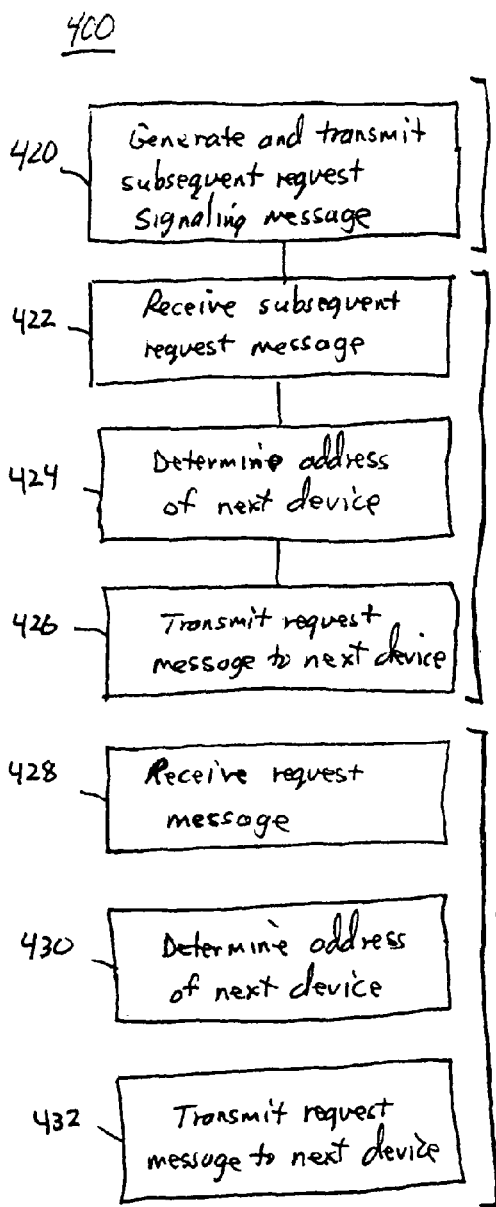 400
420
Generate and transmit
subsequent request
Signaling message
422
Receive subsequent
request message
424
Determine address
of next device
426
Transmit request
message to next device
428
Receive request
message
430
Determine address
of next device
432
Transmit request
message to next device